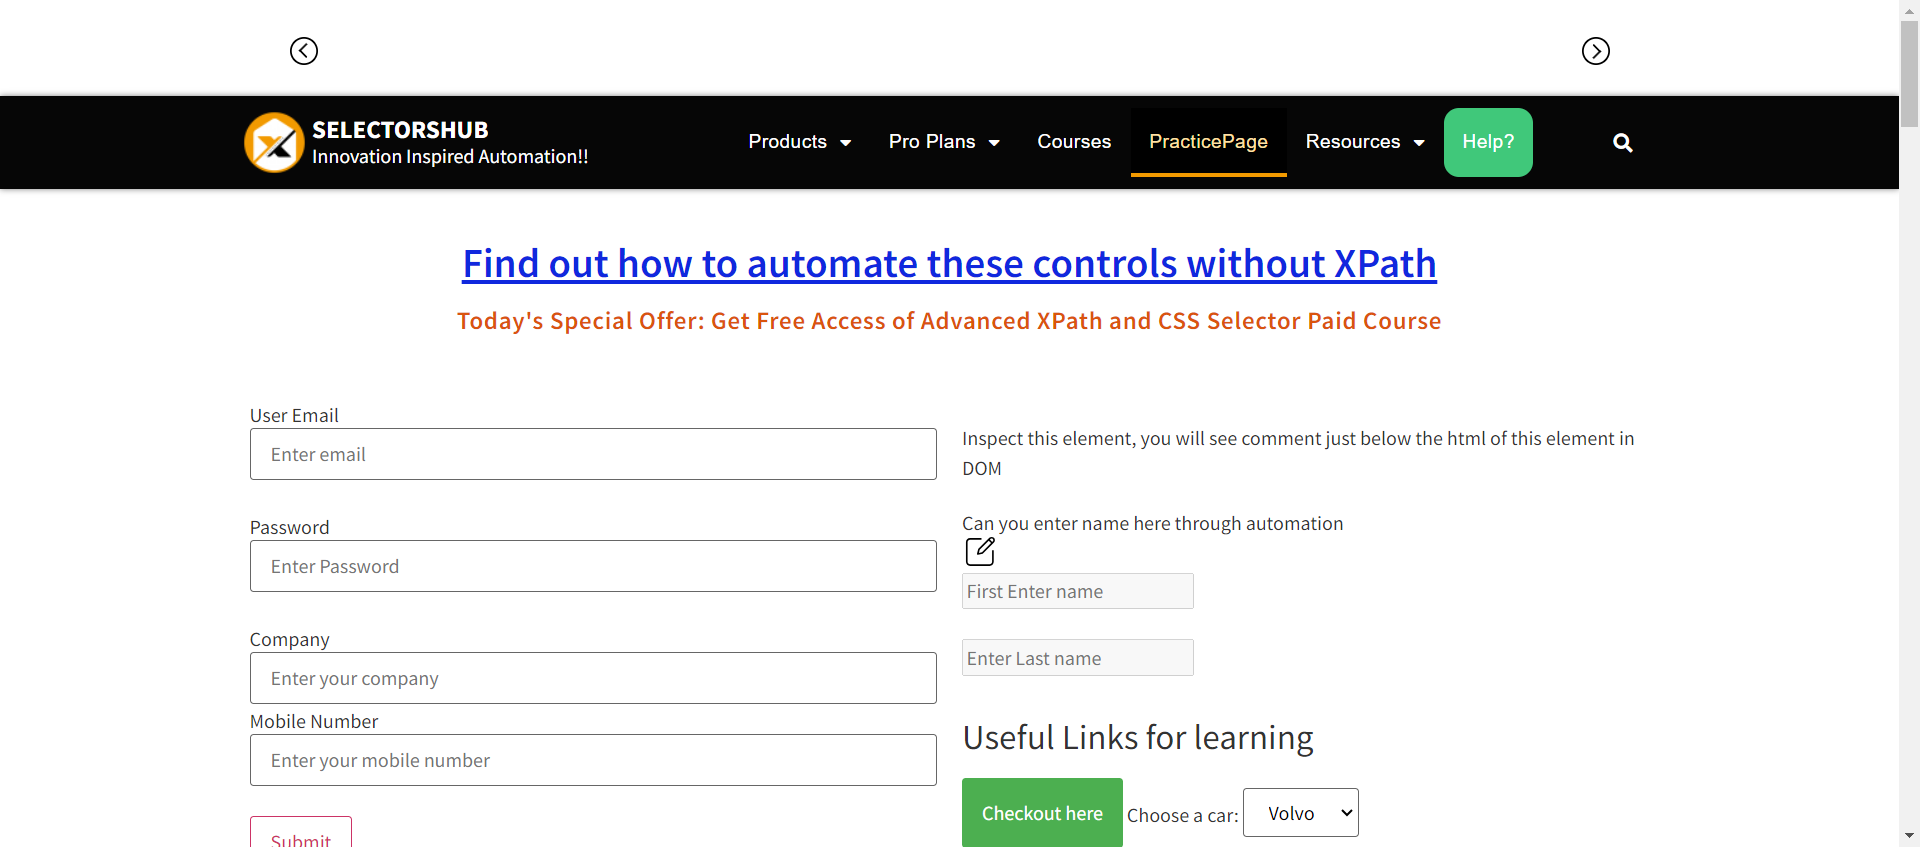 SELECTORSHUB
Innovation Inspired Automation!!
Products
Pro Plans
Courses
PracticePage
Resources
Help?
Find out how to automate these controls without XPath
Today's Special Offer: Get Free Access of Advanced XPath and CSS Selector Paid Course
User Email
Enter email
Password
Enter Password
Company
Enter your company
Mobile Number
Enter your mobile number
Submit
Inspect this element, you will see comment just below the html of this element in
DOM
Can you enter name here through automation
First Enter name
Enter Last name
Useful Links for learning
Checkout here
Choose a car:
Volvo